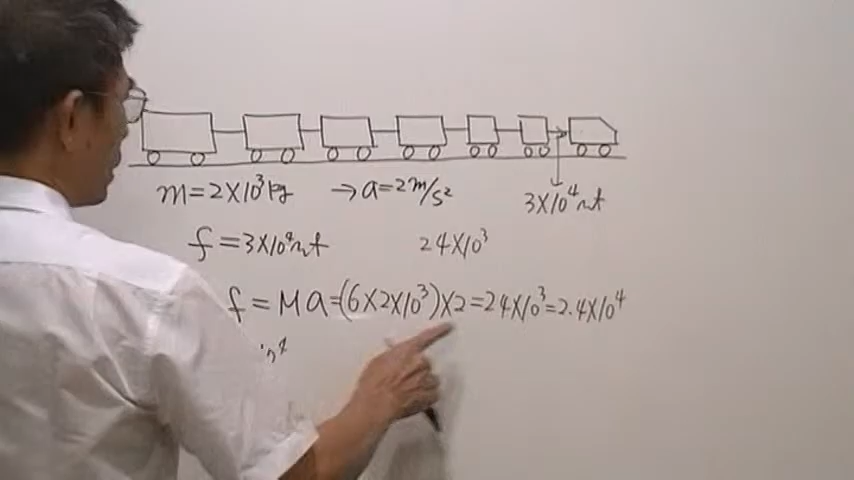 m=2X10³kg →a=2m/s² 3X10⁴nt
f=3X10⁴nt 24X10³
f=Ma=(6X2X10³)X2=24X10³=2.4X10⁴